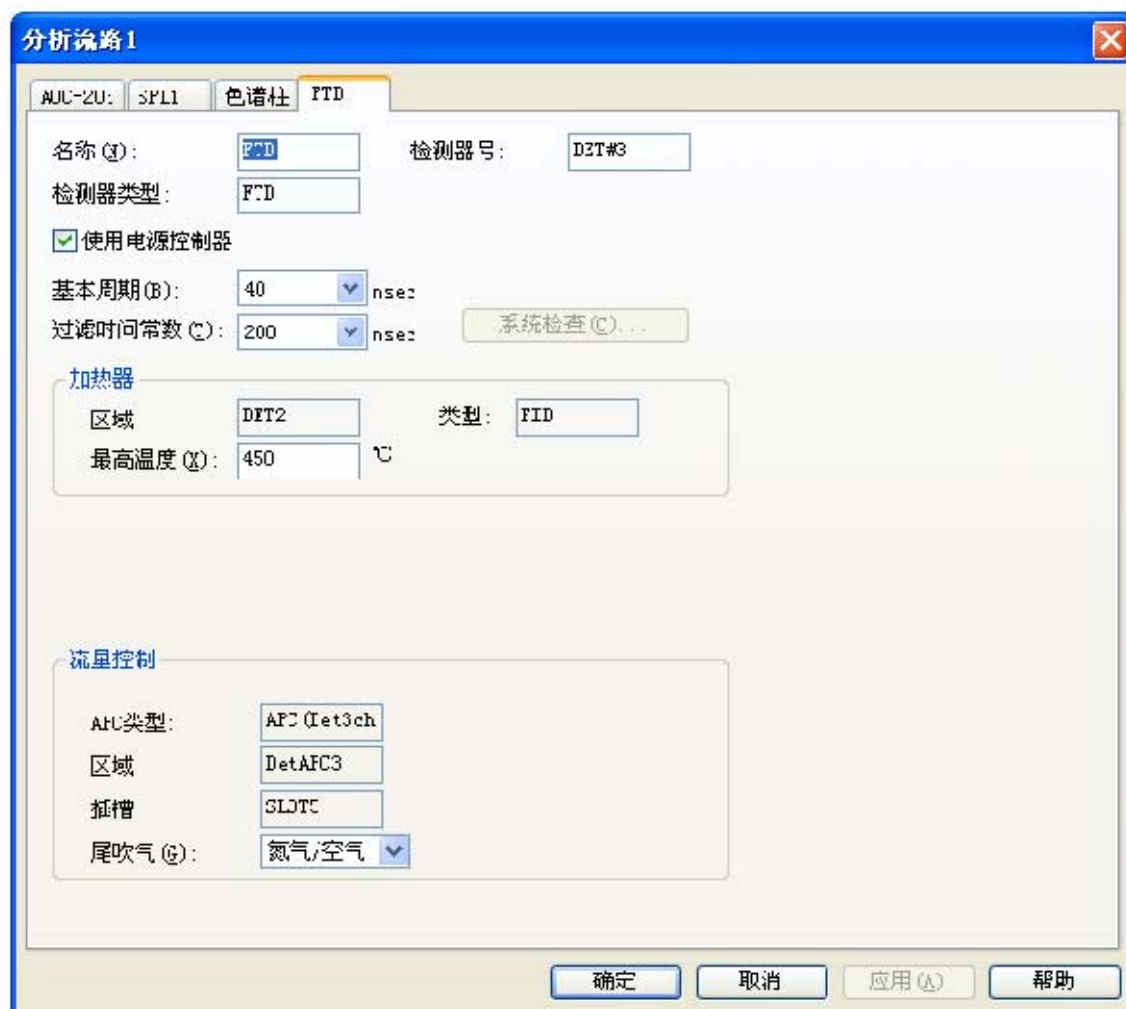 分析流路1
SPL1 色谱柱 FTD
名称(N): FTD 检测器号: DET#3
检测器类型: FTD
使用电源控制器
基本周期(B): 40 msec
过滤时间常数 200 msec
系统检查(C)...
加热器
区域 DET2 类型:
最高温度(X): 450 ℃
流量控制
AFC类型:
区域 DetAPC3
插槽
尾吹气(G): 氮气/空气
确定 取消 应用(A) 帮助